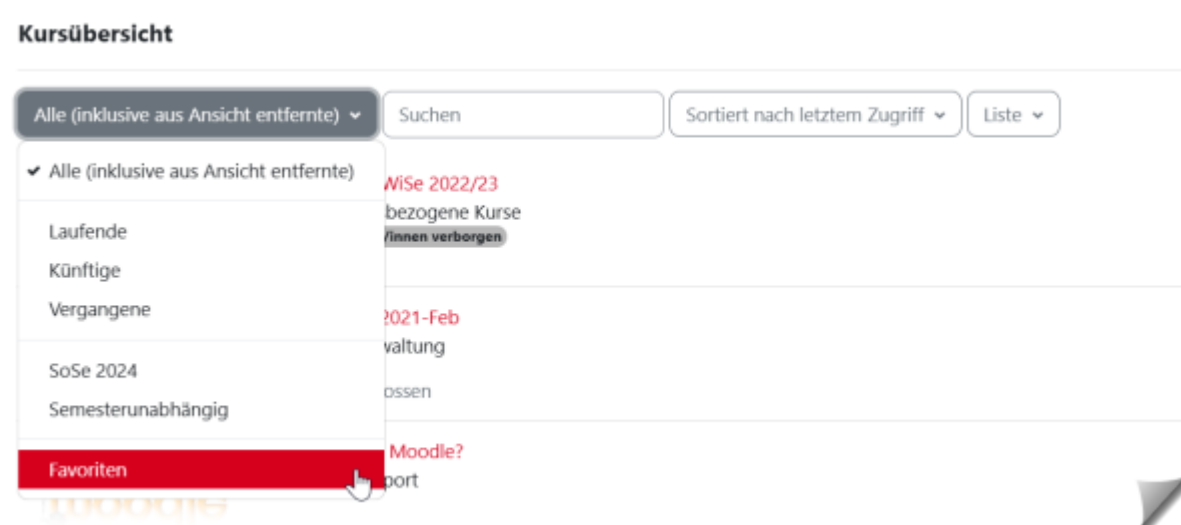 Kursübersicht
Alle (inklusive aus Ansicht entfernte) Suchen Sortiert nach letztem Zugriff Liste
Alle (inklusive aus Ansicht entfernte)
Laufende
Künftige
Vergangene
SoSe 2024
Semesterunabhängig
Favoriten
WiSe 2022/23
bezogene Kurse
/innen verborgen
2021-Feb
waltung
ossen
Moodle?
port
moodle